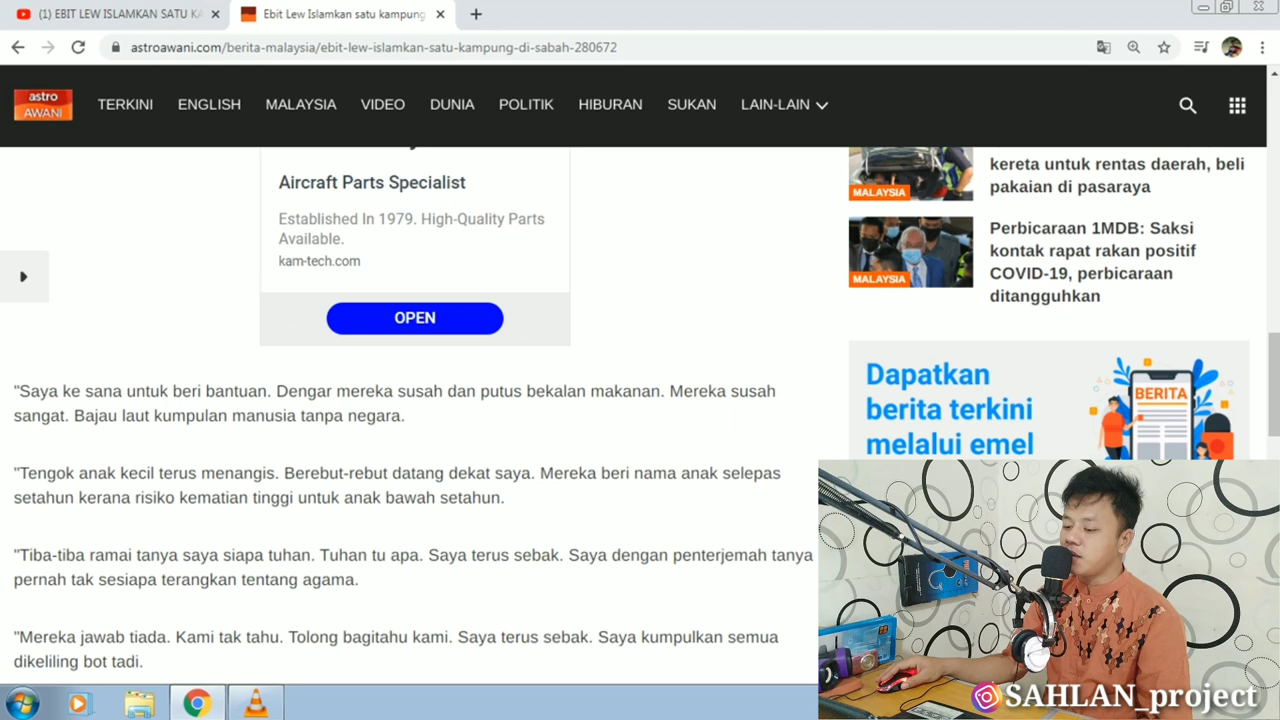 (1) EBIT LEW ISLAMKAN SATU KA
Ebit Lew Islamkan satu kampung
astroawani.com/berita-malaysia/ebit-lew-islamkan-satu-kampung-di-sabah-280672
astro
AWANI
TERKINI ENGLISH MALAYSIA VIDEO DUNIA POLITIK HIBURAN SUKAN LAIN-LAIN
Aircraft Parts Specialist
Established In 1979. High-Quality Parts
Available.
kam-tech.com
OPEN
"Saya ke sana untuk beri bantuan. Dengar mereka susah dan putus bekalan makanan. Mereka susah
sangat. Bajau laut kumpulan manusia tanpa negara.
"Tengok anak kecil terus menangis. Berebut-rebut datang dekat saya. Mereka beri nama anak selepas
setahun kerana risiko kematian tinggi untuk anak bawah setahun.
"Tiba-tiba ramai tanya saya siapa tuhan. Tuhan tu apa. Saya terus sebak. Saya dengan penterjemah tanya
pernah tak sesiapa terangkan tentang agama.
"Mereka jawab tiada. Kami tak tahu. Tolong bagitahu kami. Saya terus sebak. Saya kumpulkan semua
dikeliling bot tadi.
kereta untuk rentas daerah, beli
pakaian di pasaraya
MALAYSIA
Perbicaraan 1MDB: Saksi
kontak rapat rakan positif
COVID-19, perbicaraan
ditangguhkan
MALAYSIA
Dapatkan
berita terkini
melalui emel
BERITA
SAHLAN_project